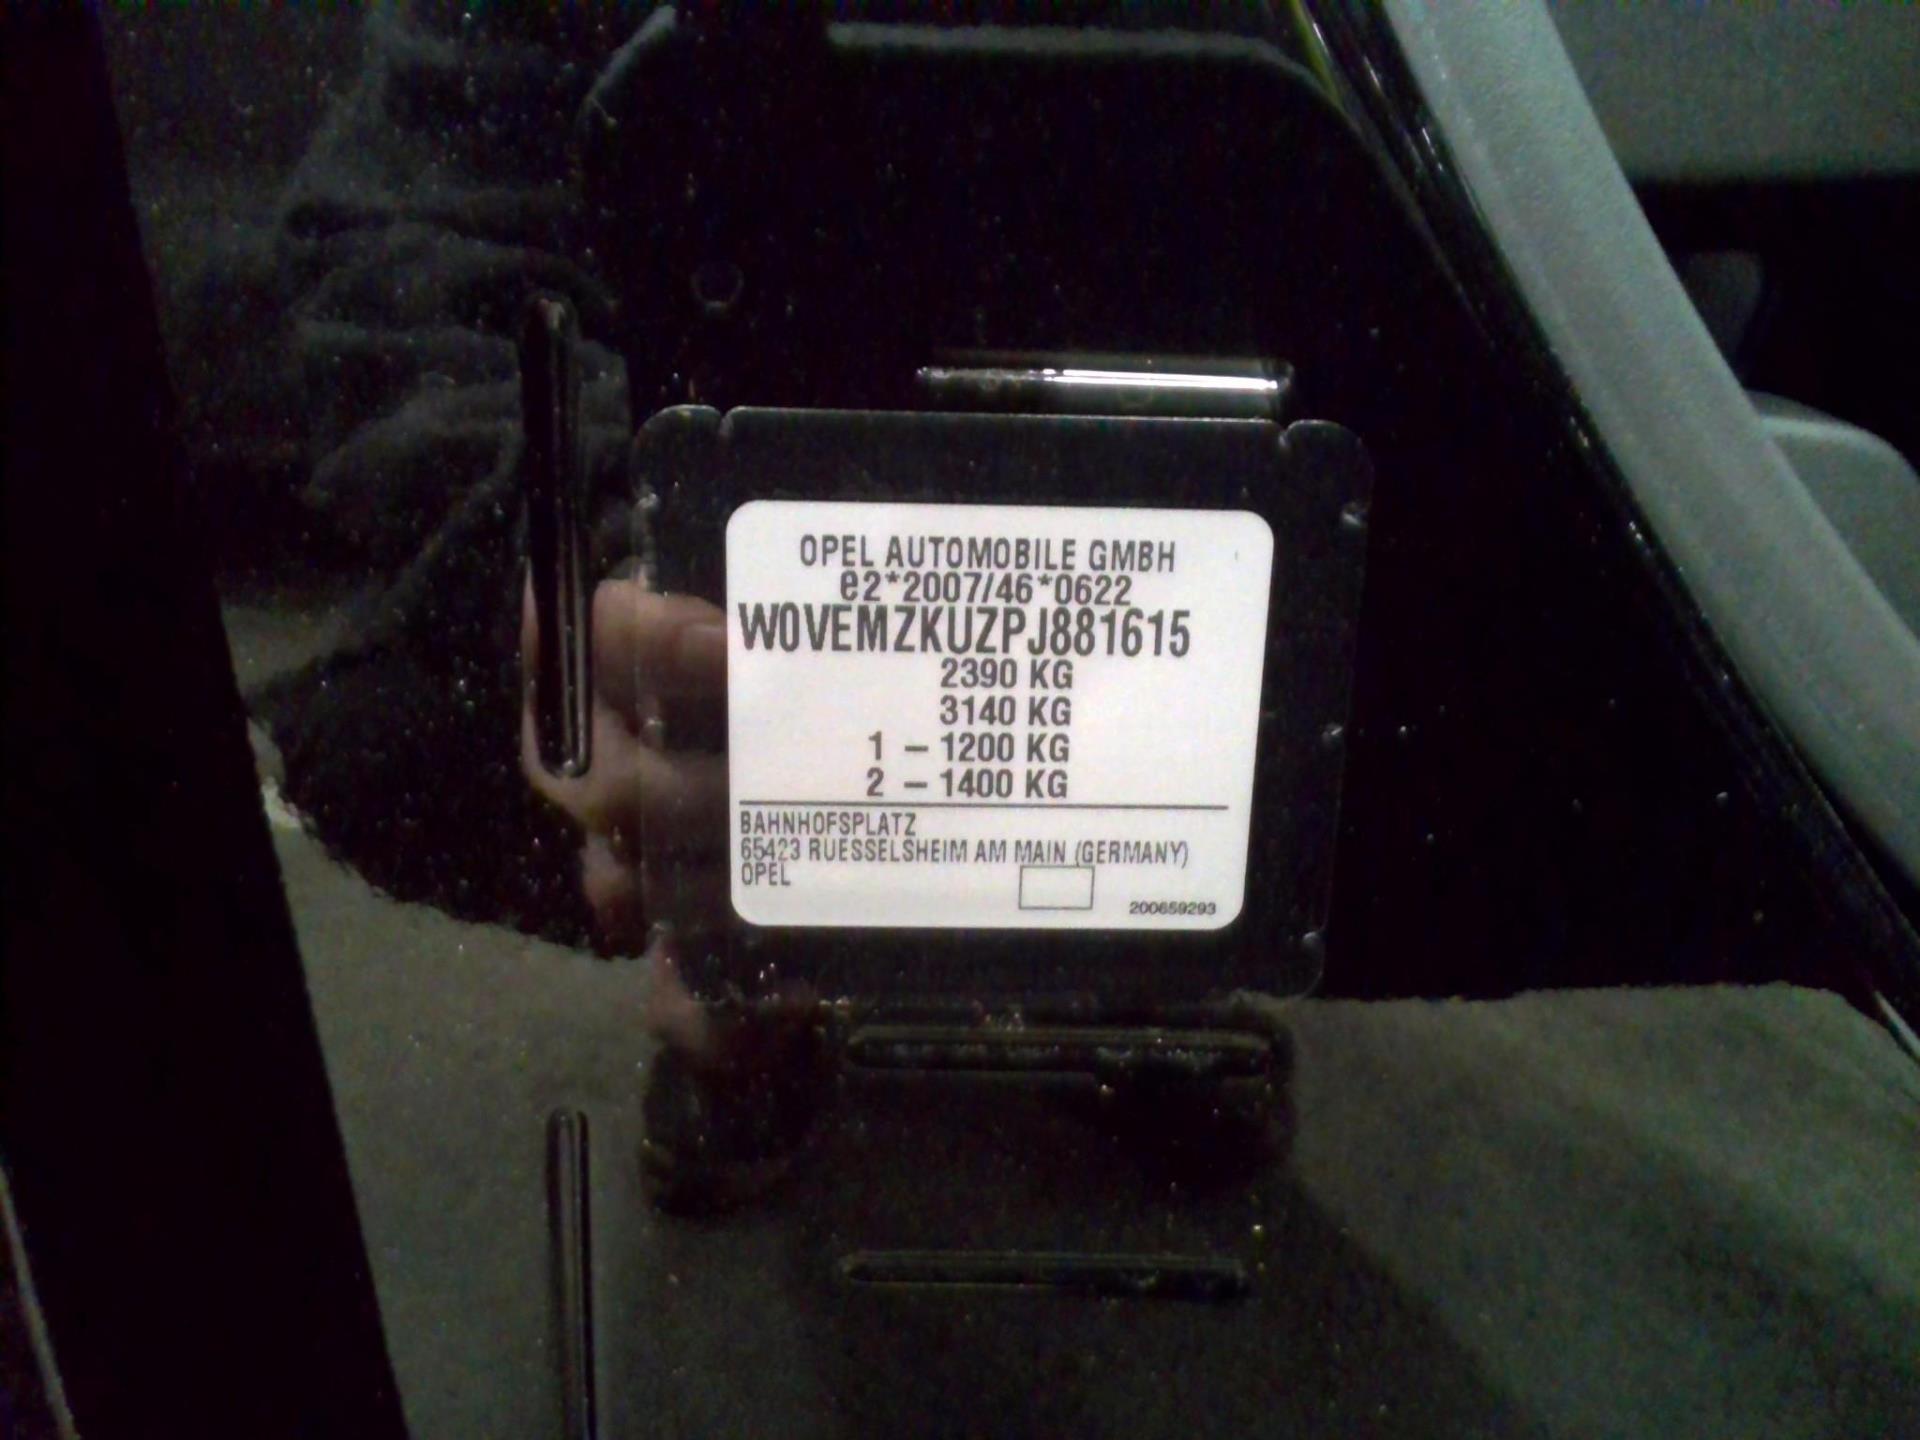 OPEL AUTOMOBILE GMBH
e2*2007/46*0622
W0VEMZKUZPJ881615
2390 KG
3140 KG
1 – 1200 KG
2 – 1400 KG
BAHNHOFSPLATZ
65423 RUESSELSHEIM AM MAIN (GERMANY)
OPEL
200659293